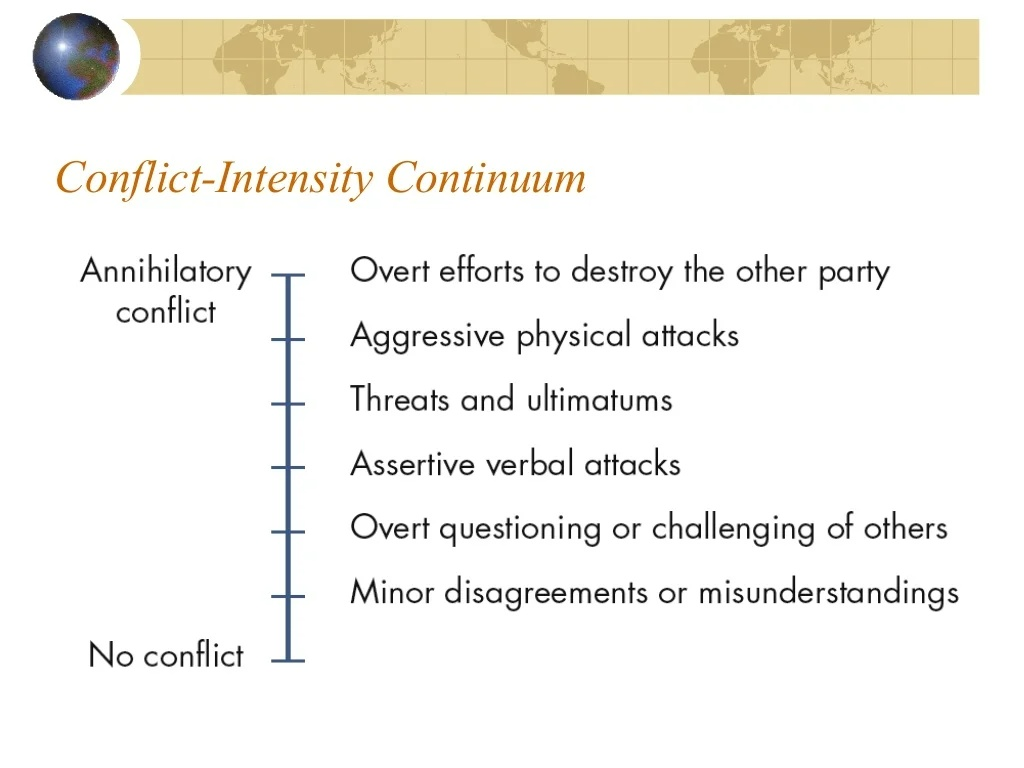 Conflict-Intensity Continuum
Annihilatory
conflict
Overt efforts to destroy the other party
Aggressive physical attacks
Threats and ultimatums
Assertive verbal attacks
Overt questioning or challenging of others
Minor disagreements or misunderstandings
No conflict